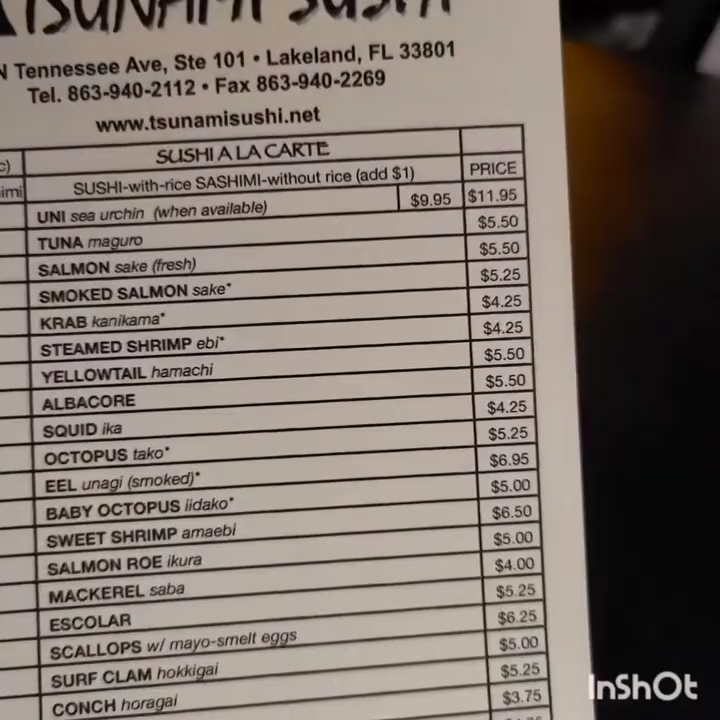 TSUNAMI SUSHI
N Tennessee Ave, Ste 101 • Lakeland, FL 33801
Tel. 863-940-2112 • Fax 863-940-2269
www.tsunamisushi.net
SUSHI A LA CARTE
SUSHI-with-rice SASHIMI-without rice (add $1) PRICE
UNI sea urchin (when available) $9.95 $11.95
TUNA maguro $5.50
SALMON sake (fresh) $5.50
SMOKED SALMON sake* $5.25
KRAB kanikama* $4.25
STEAMED SHRIMP ebi* $4.25
YELLOWTAIL hamachi $5.50
ALBACORE $5.50
SQUID ika $4.25
OCTOPUS tako* $5.25
EEL unagi (smoked)* $6.95
BABY OCTOPUS iidako* $5.00
SWEET SHRIMP amaebi $6.50
SALMON ROE ikura $5.00
MACKEREL saba $4.00
ESCOLAR $5.25
SCALLOPS w/ mayo-smelt eggs $6.25
SURF CLAM hokkigai $5.00
CONCH horagai $5.25
$3.75
InShOt